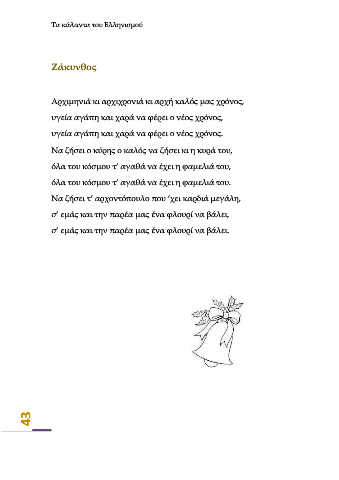 Τα κάλαντα του Ελληνισμού
Ζάκυνθος
Αρχιμηνιά κι αρχιχρονιά κι αρχή καλός μας χρόνος,
υγεία αγάπη και χαρά να φέρει ο νέος χρόνος,
υγεία αγάπη και χαρά να φέρει ο νέος χρόνος.
Να ζήσει ο κύρης ο καλός να ζήσει κι η κυρά του,
όλα του κόσμου τ' αγαθά να έχει η φαμελιά του,
όλα του κόσμου τ' αγαθά να έχει η φαμελιά του.
Να ζήσει τ' αρχοντόπουλο που 'χει καρδιά μεγάλη,
σ' εμάς και την παρέα μας ένα φλουρί να βάλει,
σ' εμάς και την παρέα μας ένα φλουρί να βάλει.
43